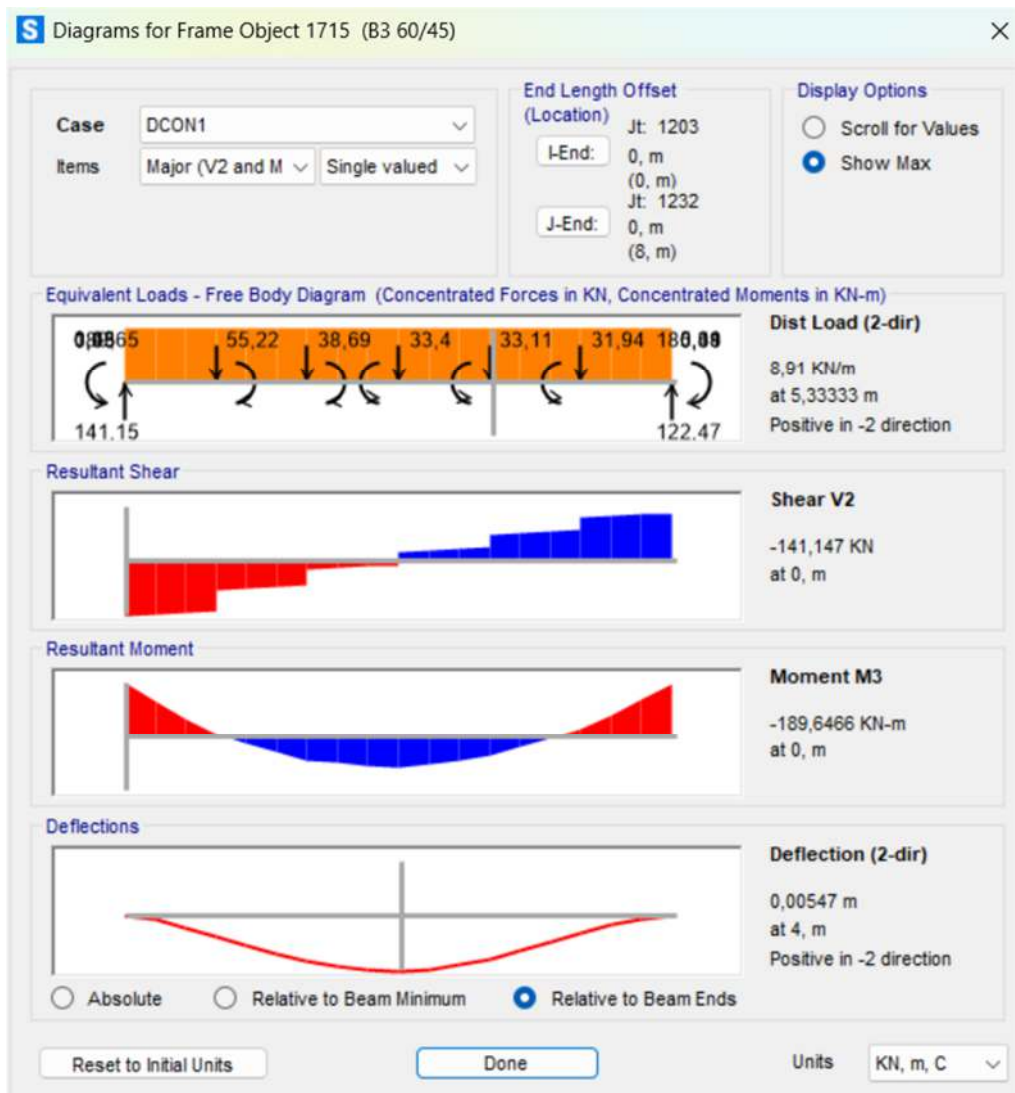 S Diagrams for Frame Object 1715 (B3 60/45)
Case DCON1
Items Major (V2 and M Single valued
End Length Offset
(Location)
Jt: 1203
I-End: 0, m
(0, m)
Jt: 1232
J-End: 0, m
(8, m)
Display Options
Scroll for Values
Show Max
Equivalent Loads - Free Body Diagram (Concentrated Forces in KN, Concentrated Moments in KN-m)
55,22 38,69 33,4 33,11 31,94
141.15 122.47
Dist Load (2-dir)
8,91 KN/m
at 5,33333 m
Positive in -2 direction
Resultant Shear
Shear V2
-141,147 KN
at 0, m
Resultant Moment
Moment M3
-189,6466 KN-m
at 0, m
Deflections
Deflection (2-dir)
0,00547 m
at 4, m
Positive in -2 direction
Absolute Relative to Beam Minimum Relative to Beam Ends
Reset to Initial Units Done Units KN, m, C